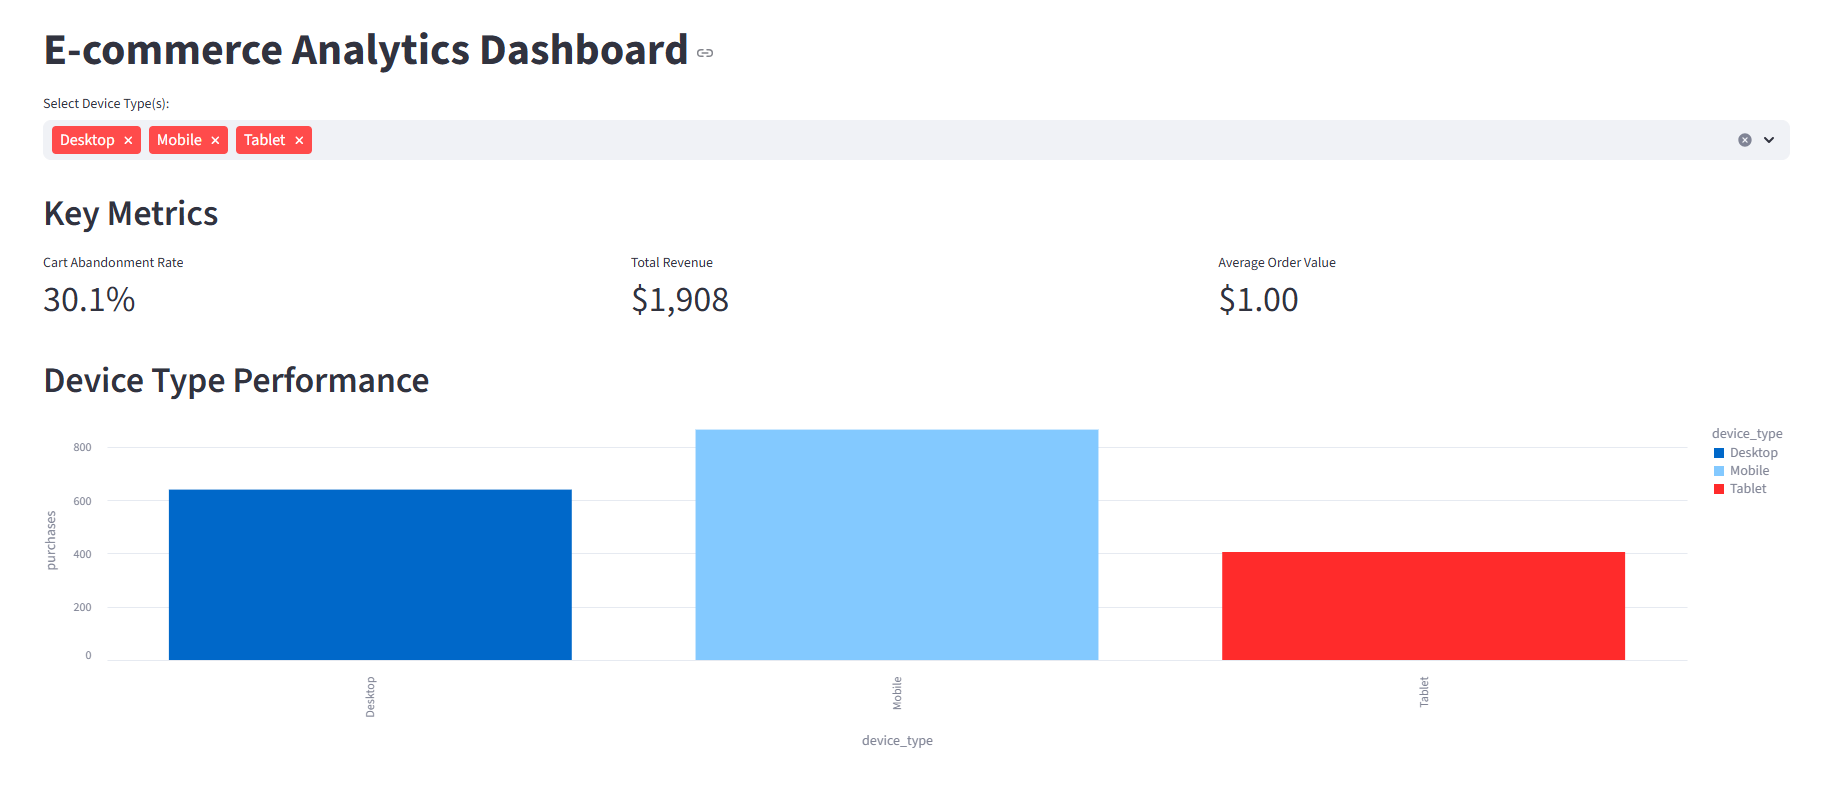 E-commerce Analytics Dashboard
Select Device Type(s):
Desktop × Mobile × Tablet ×
Key Metrics
Cart Abandonment Rate
30.1%
Total Revenue
$1,908
Average Order Value
$1.00
Device Type Performance
purchases
800
600
400
200
0
Desktop
Mobile
Tablet
device_type
device_type
Desktop
Mobile
Tablet